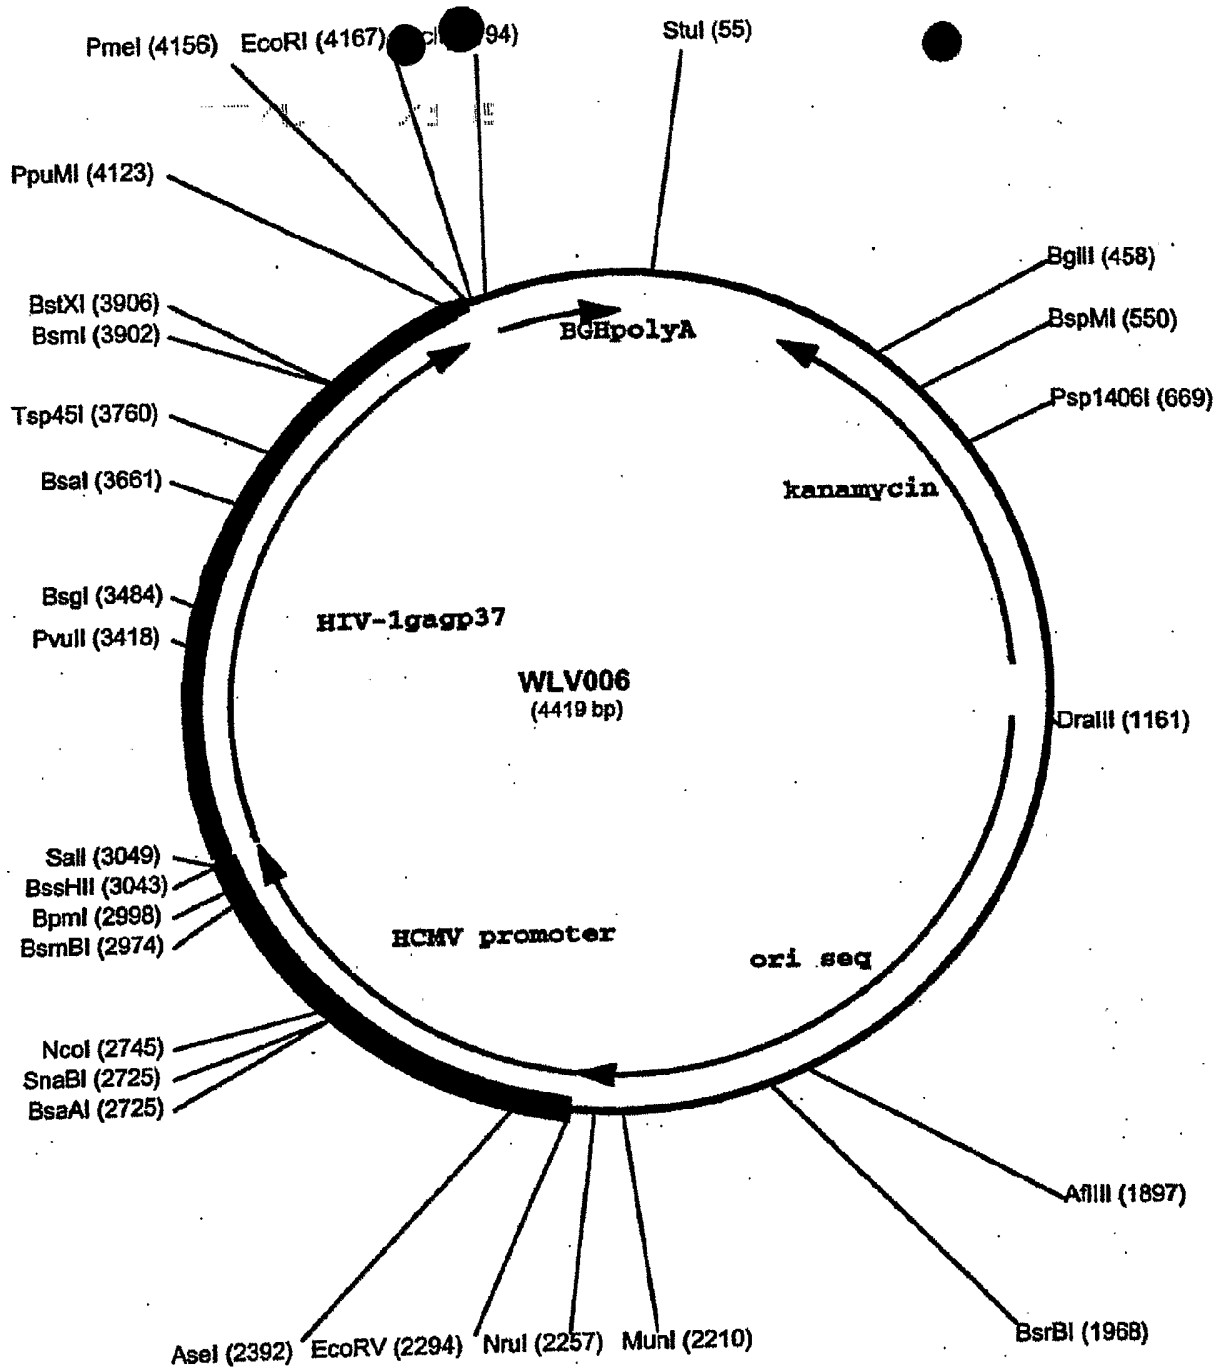 PmeI (4156)
EcoRI (4167)
94)
StuI (55)
PpuMI (4123)
BglII (458)
BspMI (550)
Psp1406I (669)
BstXI (3906)
BsmI (3902)
Tsp45I (3760)
BsaI (3661)
BsgI (3484)
PvuII (3418)
BGHpolyA
kanamycin
HIV-1gagp37
WLV006
(4419 bp)
DraIII (1161)
SalI (3049)
BssHII (3043)
BpmI (2998)
BsmBI (2974)
HCMV promoter
ori seq
NcoI (2745)
SnaBI (2725)
BsaAI (2725)
AflIII (1897)
BsrBI (1968)
AseI (2392)
EcoRV (2294)
NruI (2257)
MunI (2210)